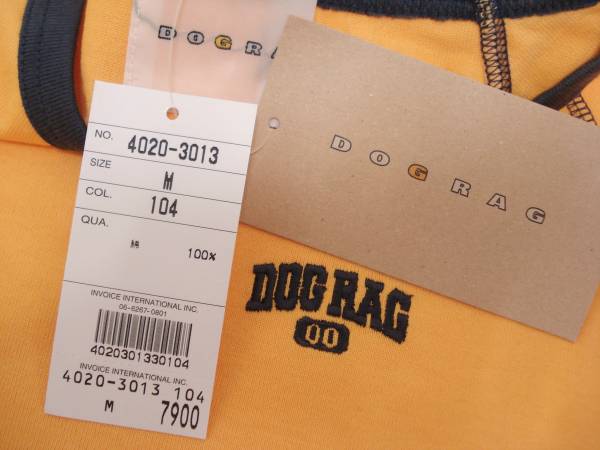 DOGRAG
NO. 4020-3013
SIZE M
COL. 104
QUA.
綿 100%
INVOICE INTERNATIONAL INC.
06-6267-0801
4020301330104
INVOICE INTERNATIONAL INC.
4020-3013 104
M 7900
DOGRAG
DOG RAG
00